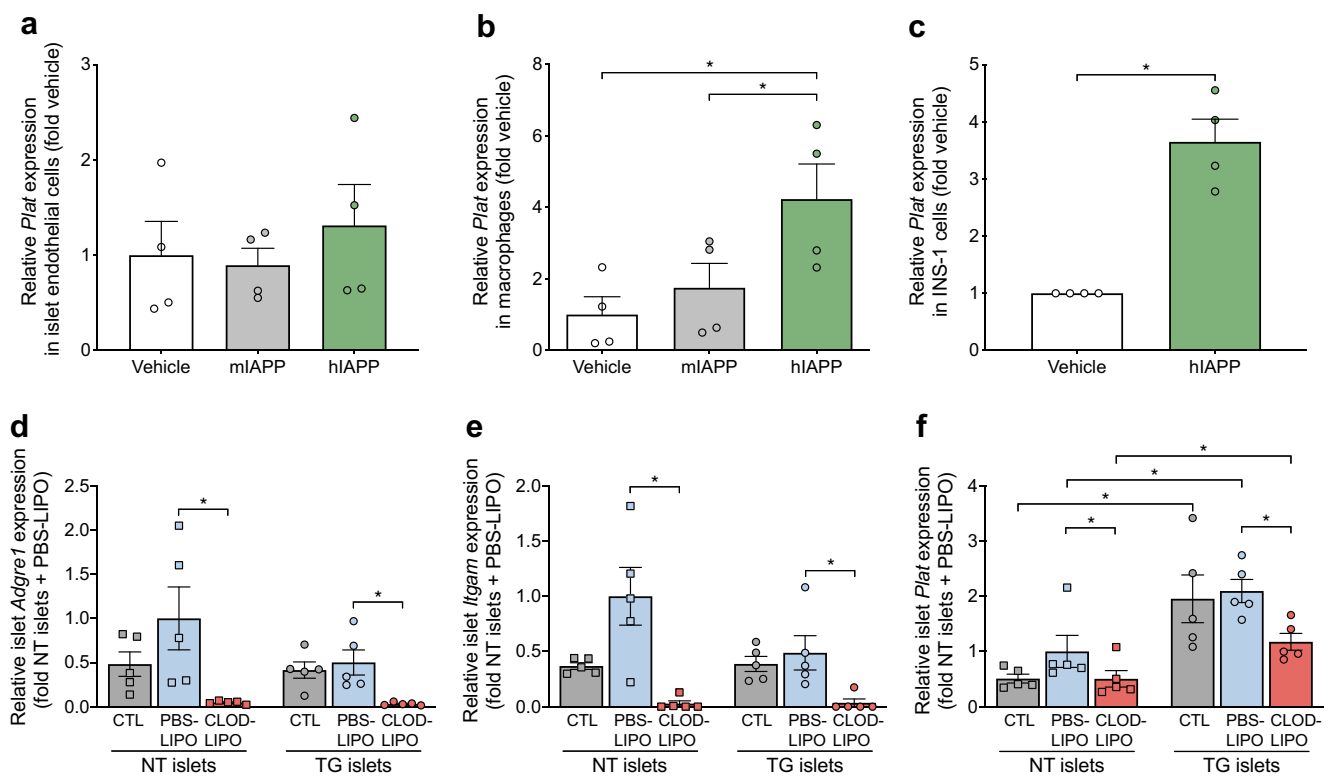 a
Relative Plat expression
in islet endothelial cells (fold vehicle)
3
2
1
0
Vehicle
mIAPP
hIAPP
b
Relative Plat expression
in macrophages (fold vehicle)
8
6
4
2
0
*
*
Vehicle
mIAPP
hIAPP
c
Relative Plat expression
in INS-1 cells (fold vehicle)
5
4
3
2
1
0
*
Vehicle
hIAPP
d
Relative islet Adgre1 expression
(fold NT islets + PBS-LIPO)
2.5
2.0
1.5
1.0
0.5
0.0
*
*
CTL
PBS-
LIPO
CLOD-
LIPO
CTL
PBS-
LIPO
CLOD-
LIPO
NT islets
TG islets
e
Relative islet Itgam expression
(fold NT islets + PBS-LIPO)
2.0
1.5
1.0
0.5
0.0
*
*
CTL
PBS-
LIPO
CLOD-
LIPO
CTL
PBS-
LIPO
CLOD-
LIPO
NT islets
TG islets
f
Relative islet Plat expression
(fold NT islets + PBS-LIPO)
4
3
2
1
0
*
*
*
*
*
CTL
PBS-
LIPO
CLOD-
LIPO
CTL
PBS-
LIPO
CLOD-
LIPO
NT islets
TG islets